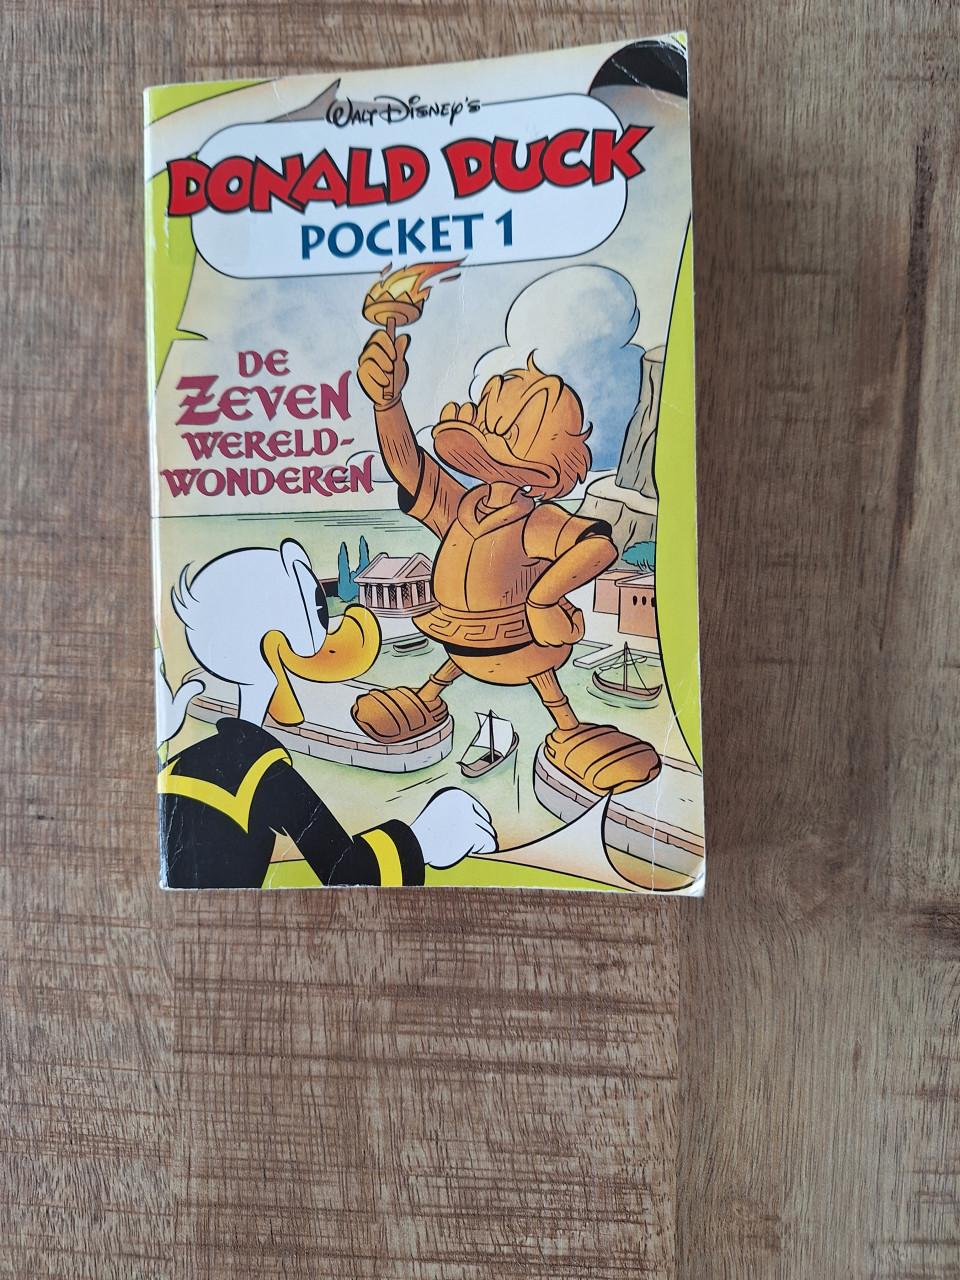 WALT DISNEY'S
DONALD DUCK
POCKET 1
DE
ZEVEN
WERELD-
WONDEREN